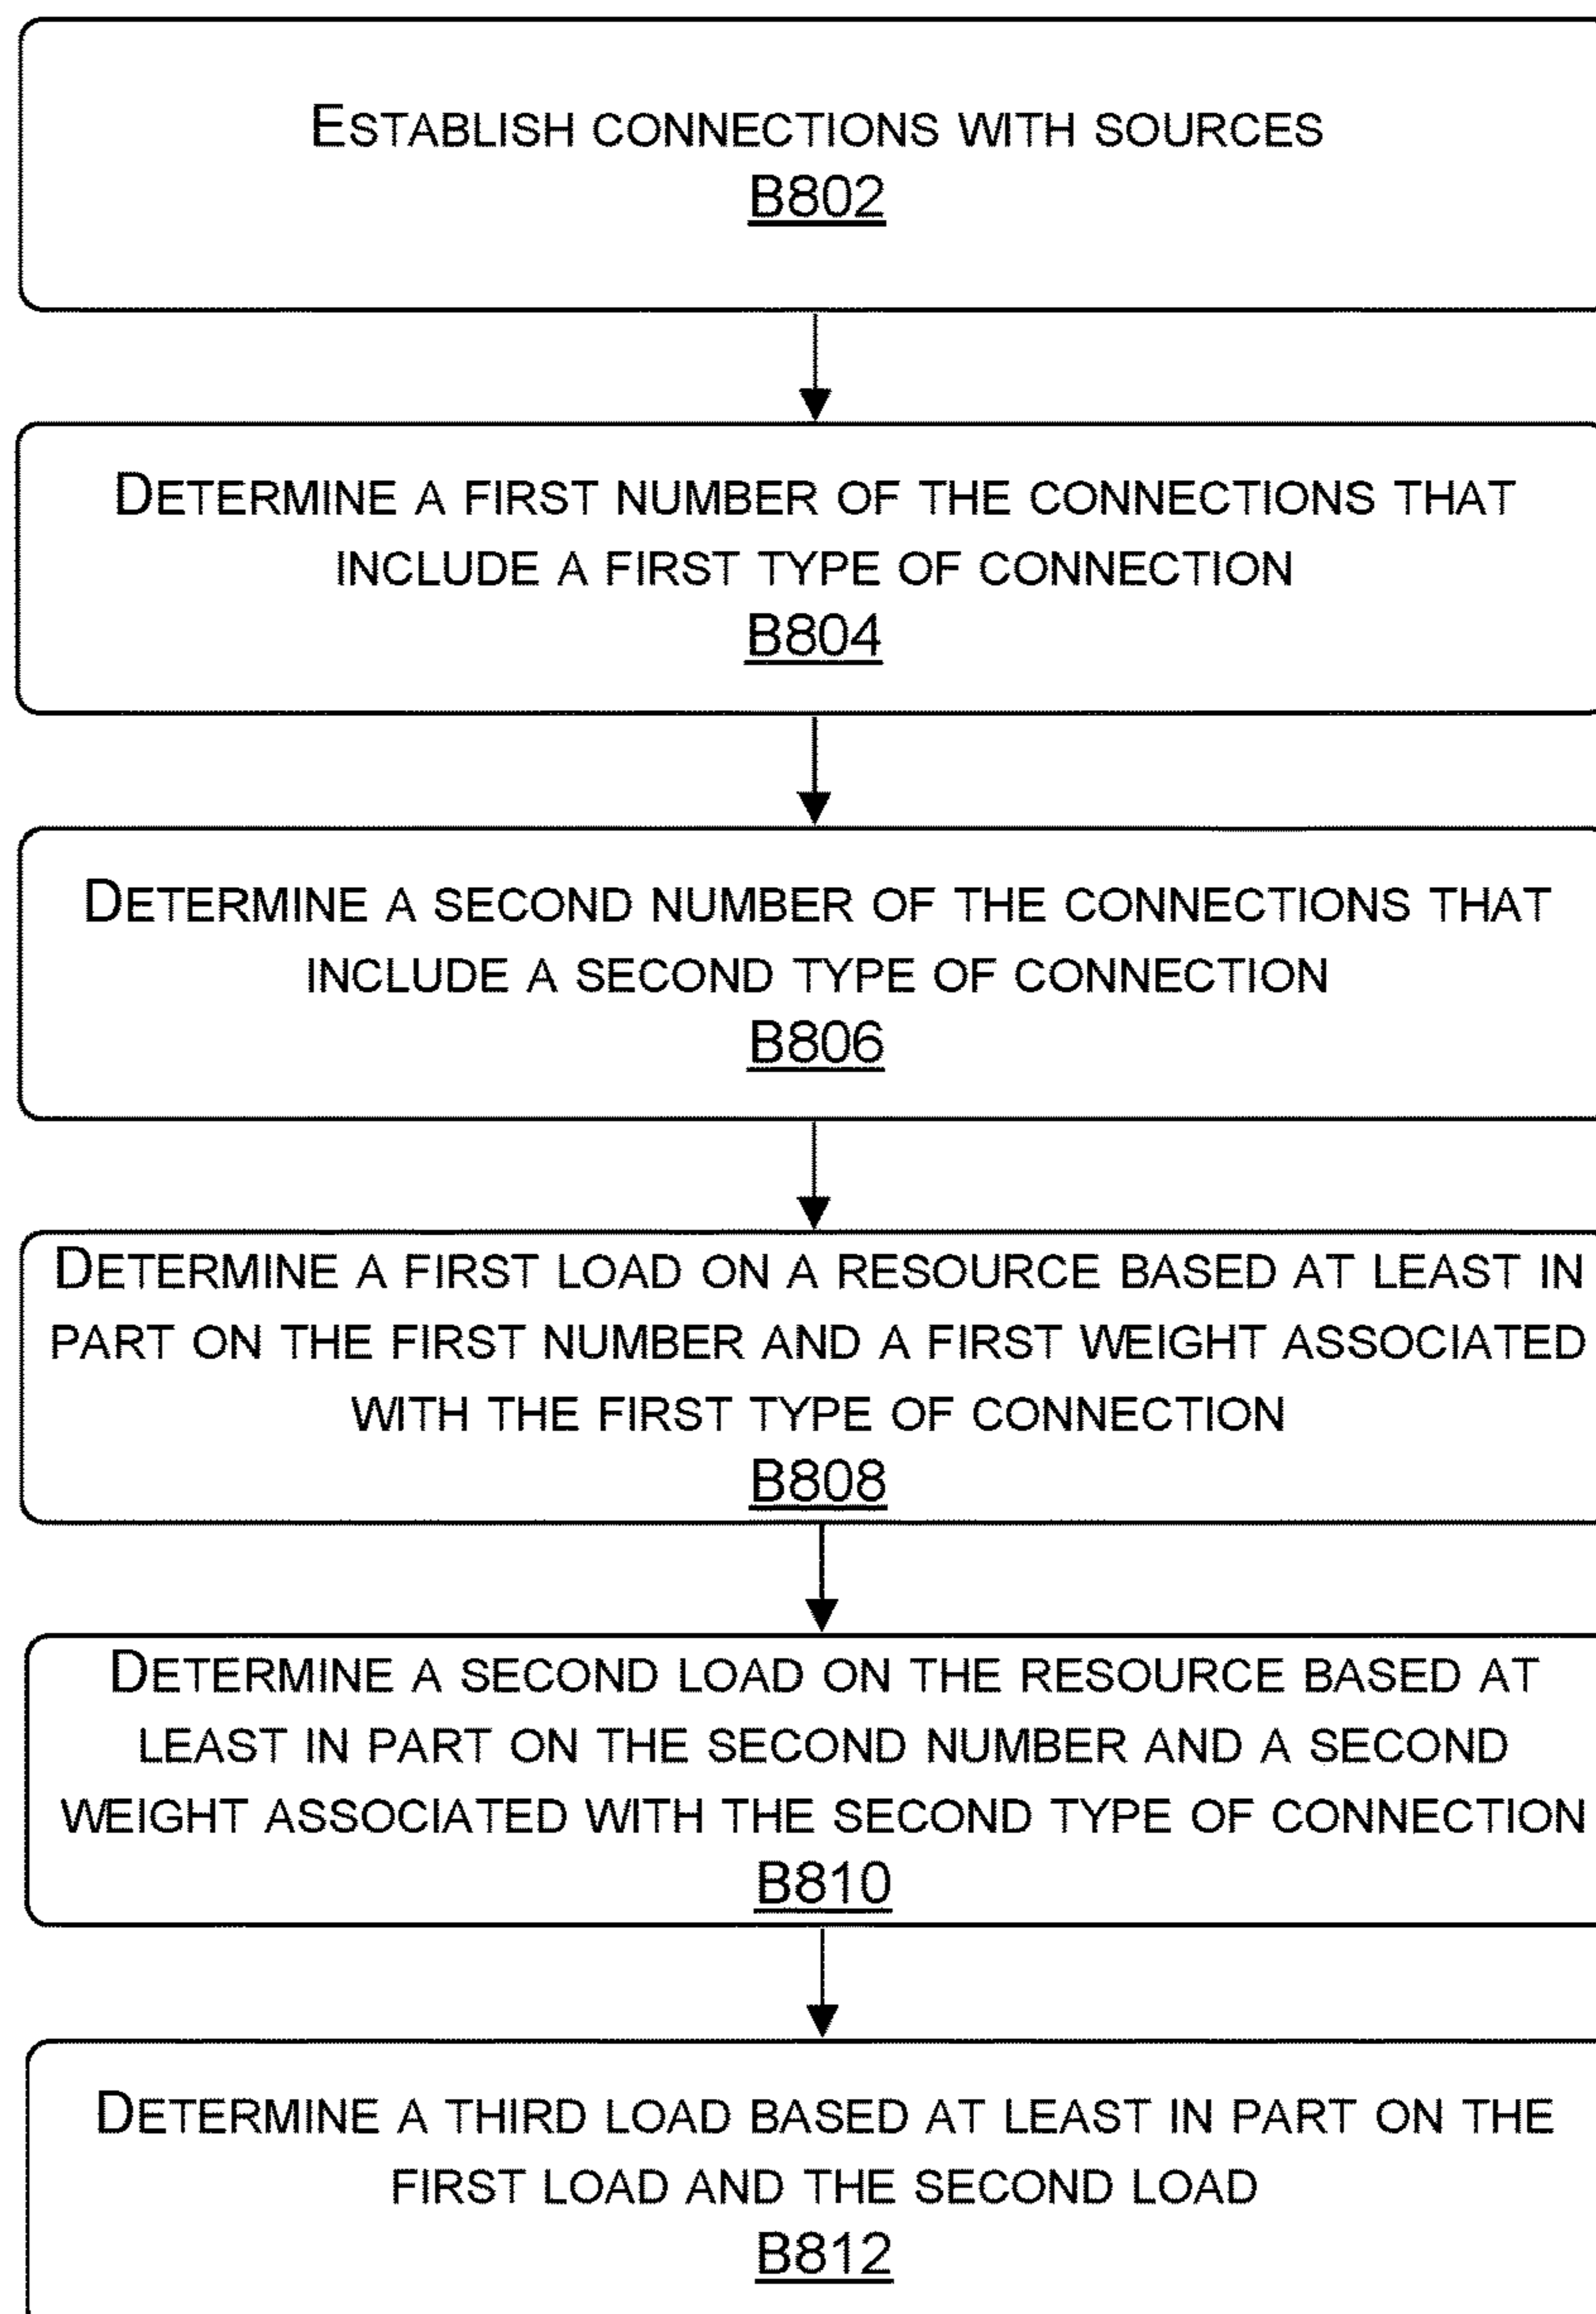 ESTABLISH CONNECTIONS WITH SOURCES
B802
DETERMINE A FIRST NUMBER OF THE CONNECTIONS THAT
INCLUDE A FIRST TYPE OF CONNECTION
B804
DETERMINE A SECOND NUMBER OF THE CONNECTIONS THAT
INCLUDE A SECOND TYPE OF CONNECTION
B806
DETERMINE A FIRST LOAD ON A RESOURCE BASED AT LEAST IN
PART ON THE FIRST NUMBER AND A FIRST WEIGHT ASSOCIATED
WITH THE FIRST TYPE OF CONNECTION
B808
DETERMINE A SECOND LOAD ON THE RESOURCE BASED AT
LEAST IN PART ON THE SECOND NUMBER AND A SECOND
WEIGHT ASSOCIATED WITH THE SECOND TYPE OF CONNECTION
B810
DETERMINE A THIRD LOAD BASED AT LEAST IN PART ON THE
FIRST LOAD AND THE SECOND LOAD
B812